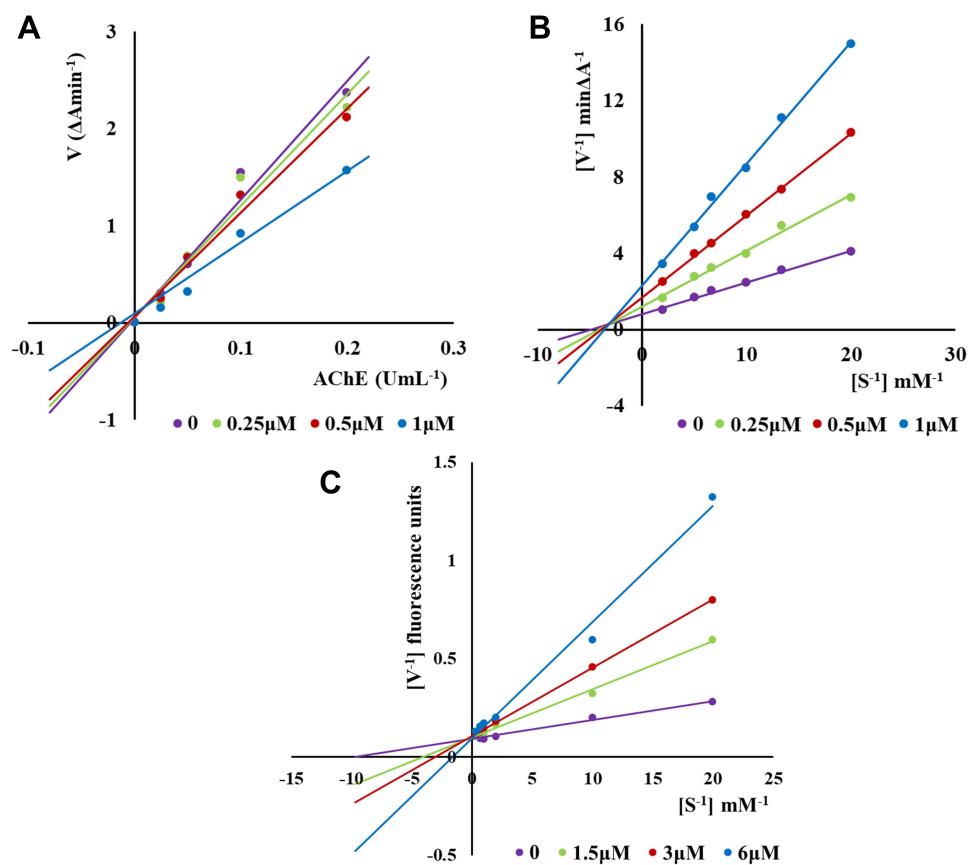 A
V (ΔAmin⁻¹)
3
2
1
0
-1
-0.1
0
0.1
0.2
0.3
AChE (UmL⁻¹)
0 0.25μM 0.5μM 1μM
B
[V⁻¹] minΔA⁻¹
16
12
8
4
0
-4
-10
0
10
20
30
[S⁻¹] mM⁻¹
0 0.25μM 0.5μM 1μM
C
[V⁻¹] fluorescence units
1.5
1
0.5
0
-0.5
-15
-10
-5
0
5
10
15
20
25
[S⁻¹] mM⁻¹
0 1.5μM 3μM 6μM